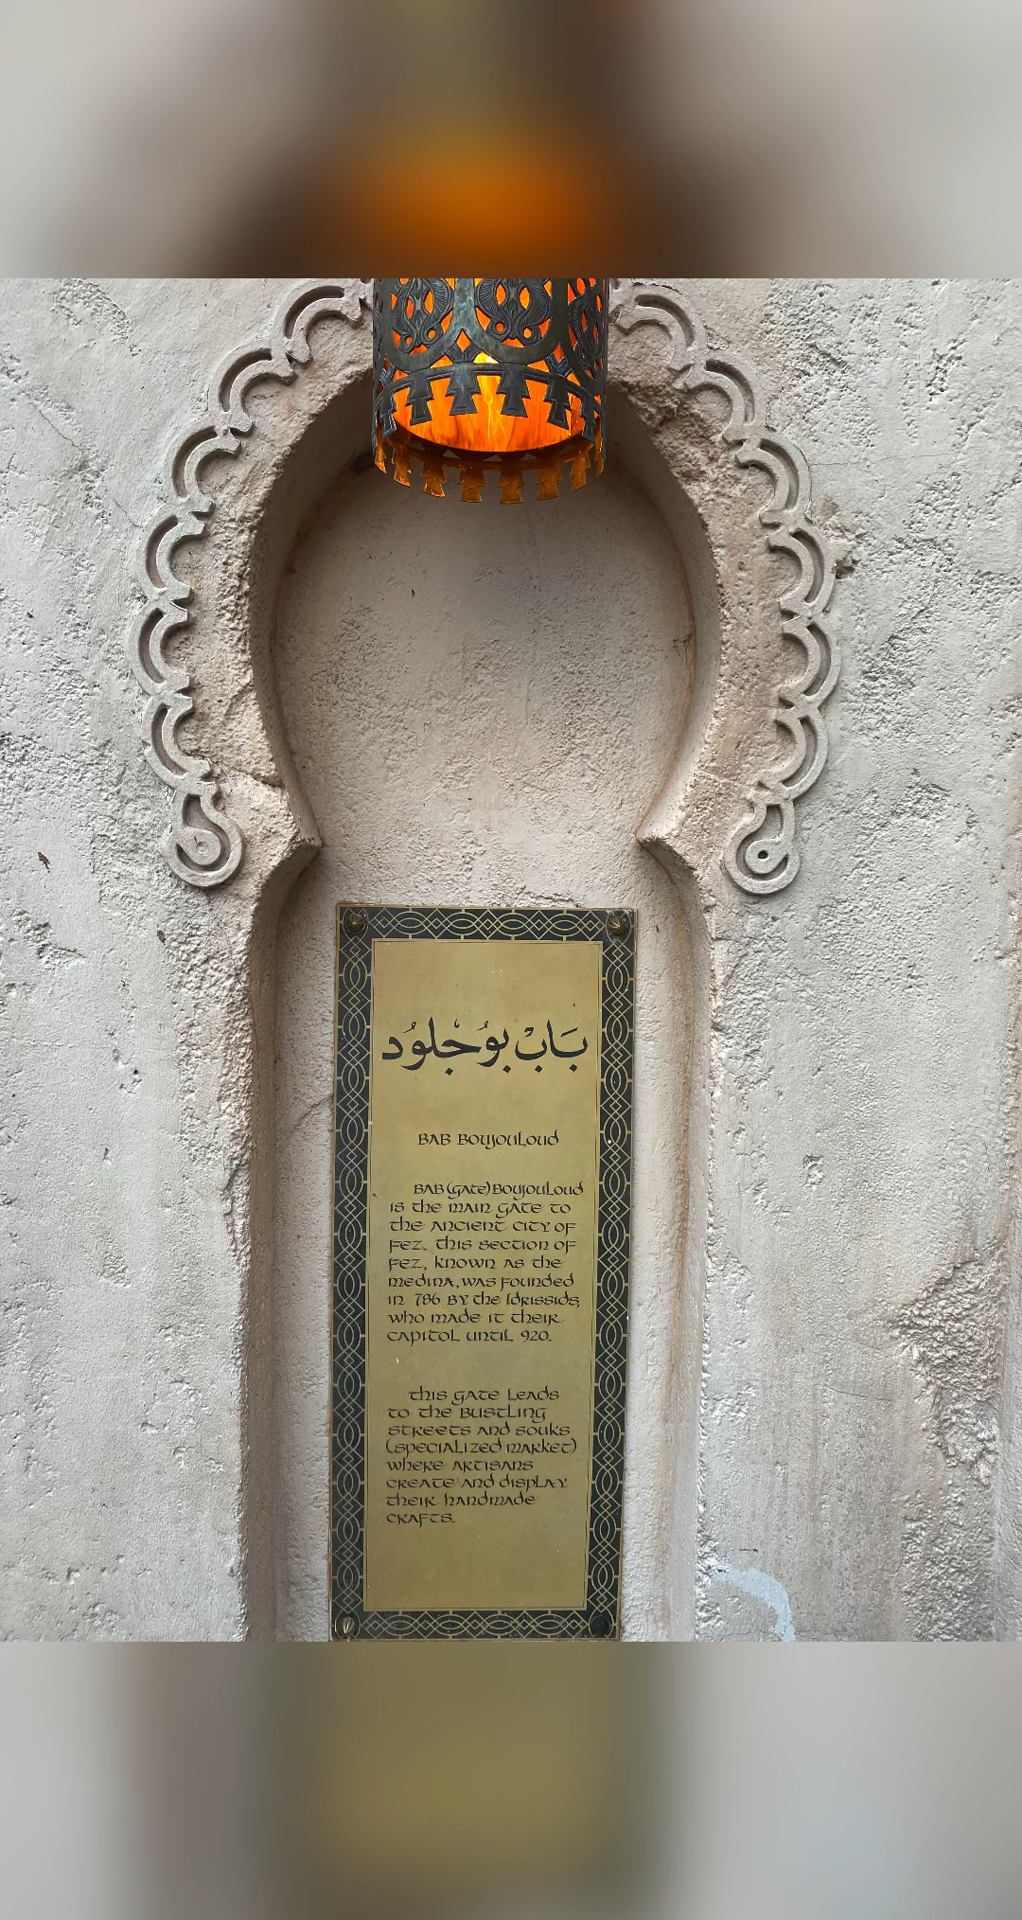 بَابْ بوُجْلوُد
BAB BOUJOULOUD
BAB (GATE) BOUJOULOUD
IS THE MAIN GATE TO
THE ANCIENT CITY OF
FEZ. THIS SECTION OF
FEZ, KNOWN AS THE
MEDINA, WAS FOUNDED
IN 786 BY THE IDRISSIDS,
WHO MADE IT THEIR
CAPITOL UNTIL 920.
THIS GATE LEADS
TO THE BUSTLING
STREETS AND SOUKS
(SPECIALIZED MARKET)
WHERE ARTISANS
CREATE AND DISPLAY
THEIR HANDMADE
CRAFTS.